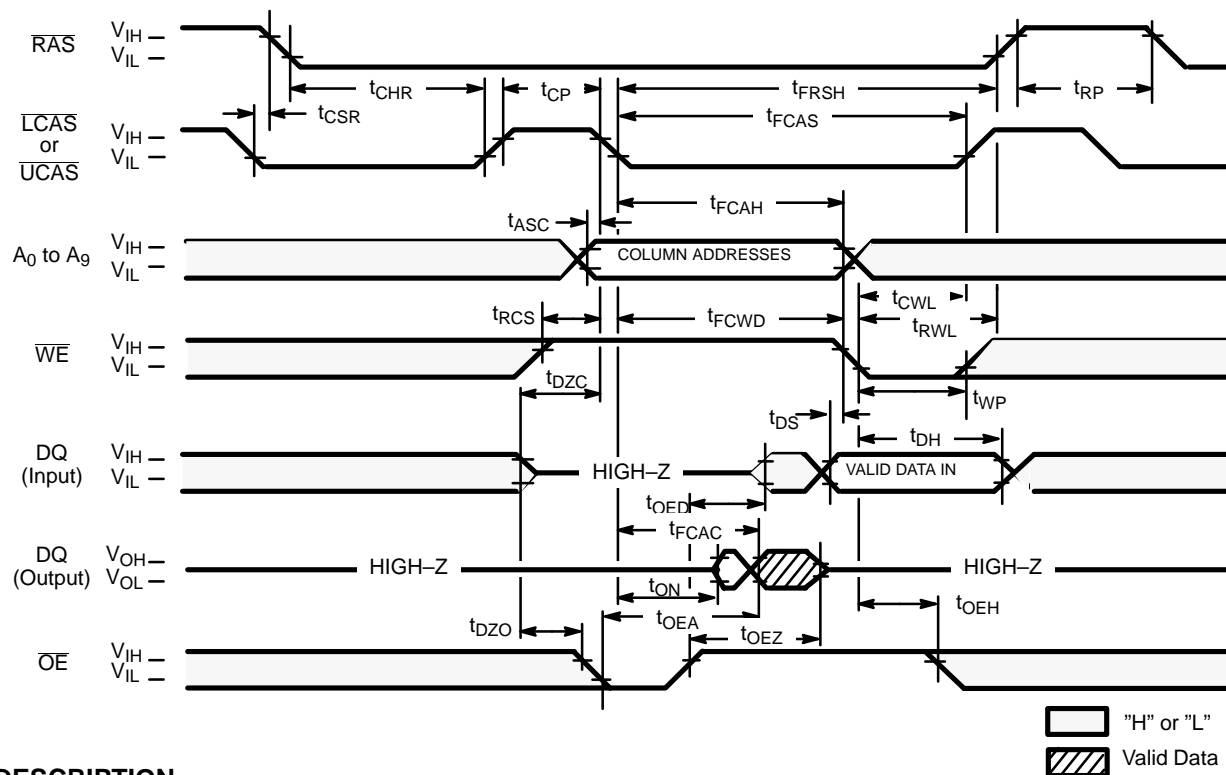 RAS
VIH
VIL
tCHR
tCP
tFRSH
tRP
tCSR
tFCAS
LCAS
or
UCAS
VIH
VIL
tFCAH
tASC
A0 to A9
VIH
VIL
COLUMN ADDRESSES
tCWL
tRCS
tFCWD
tRWL
WE
VIH
VIL
tDZC
tWP
tDS
tDH
DQ
(Input)
VIH
VIL
HIGH–Z
VALID DATA IN
tOED
tFCAC
DQ
(Output)
VOH
VOL
HIGH–Z
HIGH–Z
tON
tOEH
tOEA
tDZO
tOEZ
OE
VIH
VIL
"H" or "L"
Valid Data
DESCRIPTION